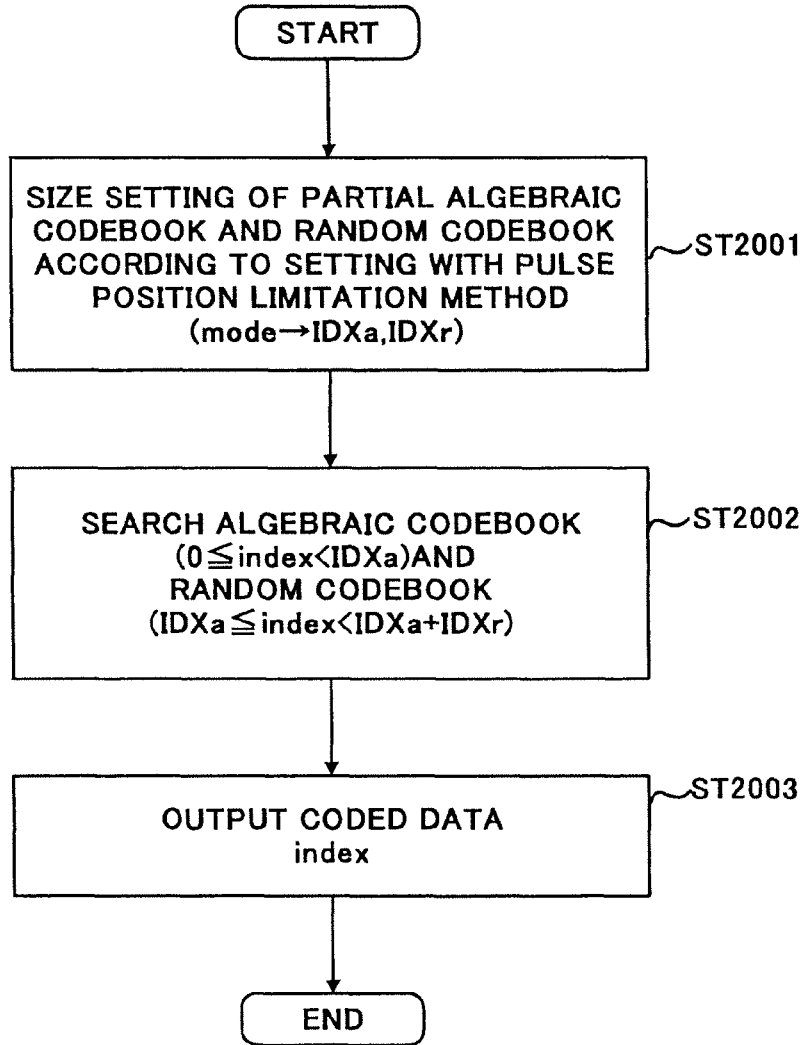 START
SIZE SETTING OF PARTIAL ALGEBRAIC
CODEBOOK AND RANDOM CODEBOOK
ACCORDING TO SETTING WITH PULSE
POSITION LIMITATION METHOD
(mode→IDXa,IDXr)
ST2001
SEARCH ALGEBRAIC CODEBOOK
(0≦index<IDXa)AND
RANDOM CODEBOOK
(IDXa≦index<IDXa+IDXr)
ST2002
OUTPUT CODED DATA
index
ST2003
END